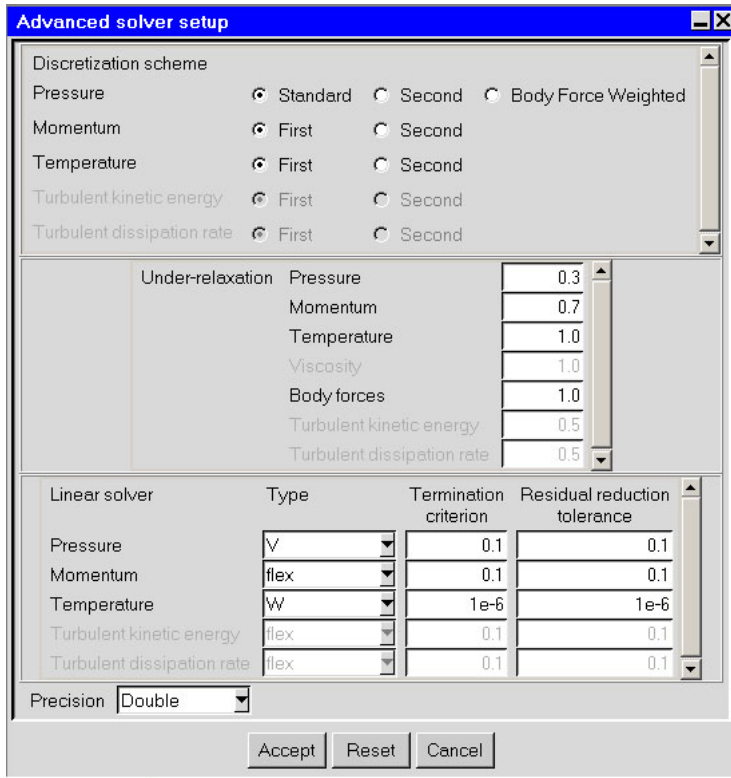 Advanced solver setup
Discretization scheme
Pressure Standard Second Body Force Weighted
Momentum First Second
Temperature First Second
Turbulent kinetic energy First Second
Turbulent dissipation rate First Second
Under-relaxation Pressure 0.3
Momentum 0.7
Temperature 1.0
Viscosity 1.0
Body forces 1.0
Turbulent kinetic energy 0.5
Turbulent dissipation rate 0.5
Linear solver Type Termination Residual reduction
criterion tolerance
Pressure V 0.1 0.1
Momentum flex 0.1 0.1
Temperature W 1e-6 1e-6
Turbulent kinetic energy flex 0.1 0.1
Turbulent dissipation rate flex 0.1 0.1
Precision Double
Accept Reset Cancel